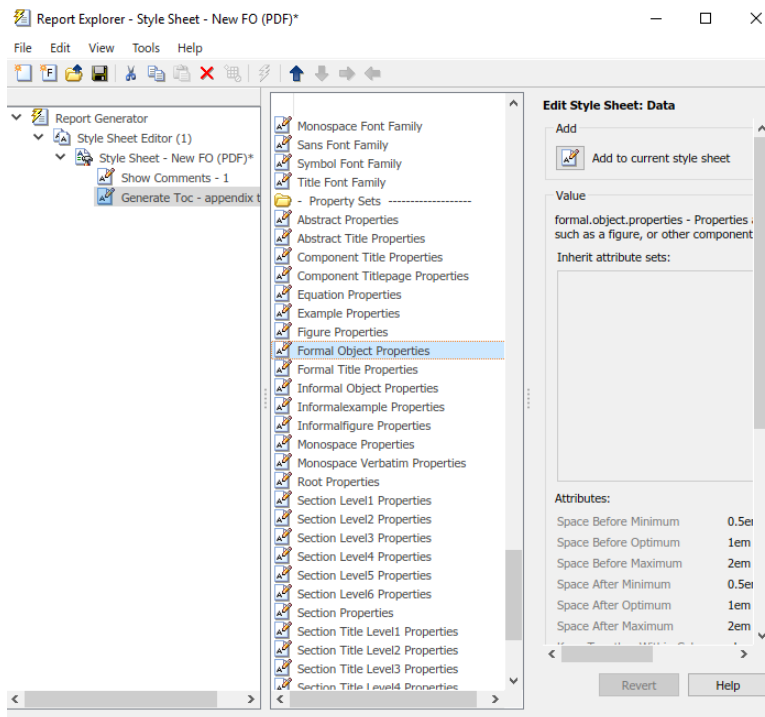 Report Explorer - Style Sheet - New FO (PDF)*
File Edit View Tools Help
Report Generator
Style Sheet Editor (1)
Style Sheet - New FO (PDF)*
Show Comments - 1
Generate Toc - appendix t
Monospace Font Family
Sans Font Family
Symbol Font Family
Title Font Family
- Property Sets -------------------
Abstract Properties
Abstract Title Properties
Component Title Properties
Component Titlepage Properties
Equation Properties
Example Properties
Figure Properties
Formal Object Properties
Formal Title Properties
Informal Object Properties
Informalexample Properties
Informalfigure Properties
Monospace Properties
Monospace Verbatim Properties
Root Properties
Section Level1 Properties
Section Level2 Properties
Section Level3 Properties
Section Level4 Properties
Section Level5 Properties
Section Level6 Properties
Section Properties
Section Title Level1 Properties
Section Title Level2 Properties
Section Title Level3 Properties
Section Title Level4 Properties
Edit Style Sheet: Data
Add
Add to current style sheet
Value
formal.object.properties - Properties
such as a figure, or other component
Inherit attribute sets:
Attributes:
Space Before Minimum 0.5e
Space Before Optimum 1em
Space Before Maximum 2em
Space After Minimum 0.5e
Space After Optimum 1em
Space After Maximum 2em
Revert Help